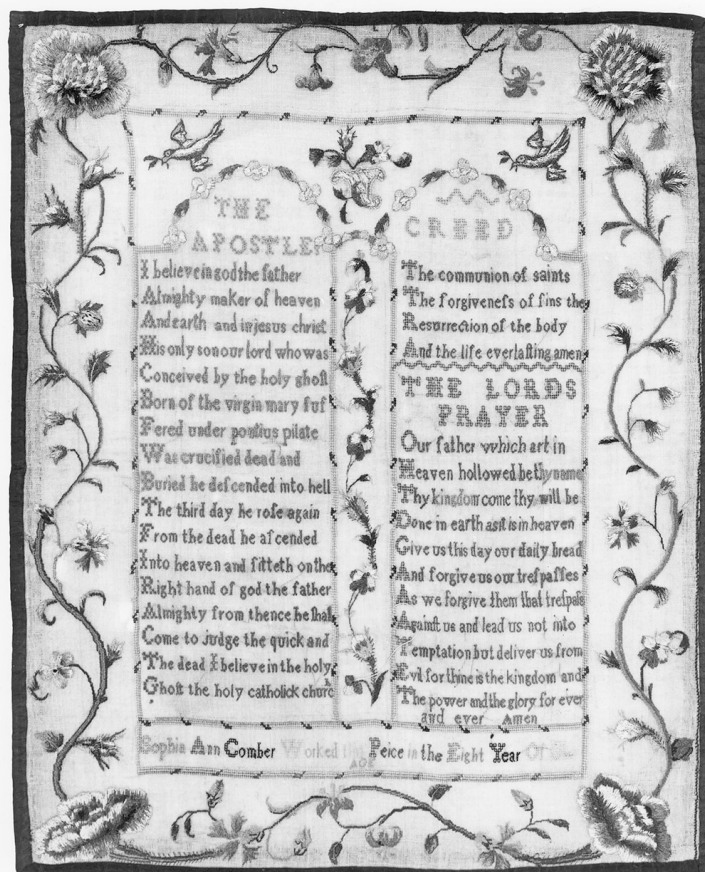 THE
APOSTLES
I believe in god the father
Almighty maker of heaven
And earth and in jesus christ
His only son our lord who was
Conceived by the holy ghost
Born of the virgin mary ſuf
Fered under pontius pilate
Was crucified dead and
Buried he deſcended into hell
The third day he roſe again
From the dead he aſcended
Into heaven and ſitteth on the
Right hand of god the father
Almighty from thence he ſhal
Come to judge the quick and
The dead I believe in the holy
Ghoſt the holy catholick churc
CREED
The communion of saints
The forgiveneſs of ſins the
Resurrection of the body
And the life everlaſting amen
THE LORDS
PRAYER
Our father which art in
Heaven hollowed be thy name
Thy kingdom come thy will be
Done in earth as it is in heaven
Give us this day our daily bread
And forgive us our treſpaſſes
As we forgive them that treſpaſs
Againſt us and lead us not into
Temptation but deliver us from
Evil for thine is the kingdom and
The power and the glory for ever
and ever Amen
Sophia Ann Comber Worked this Peice in the Eight Year Of
AGE